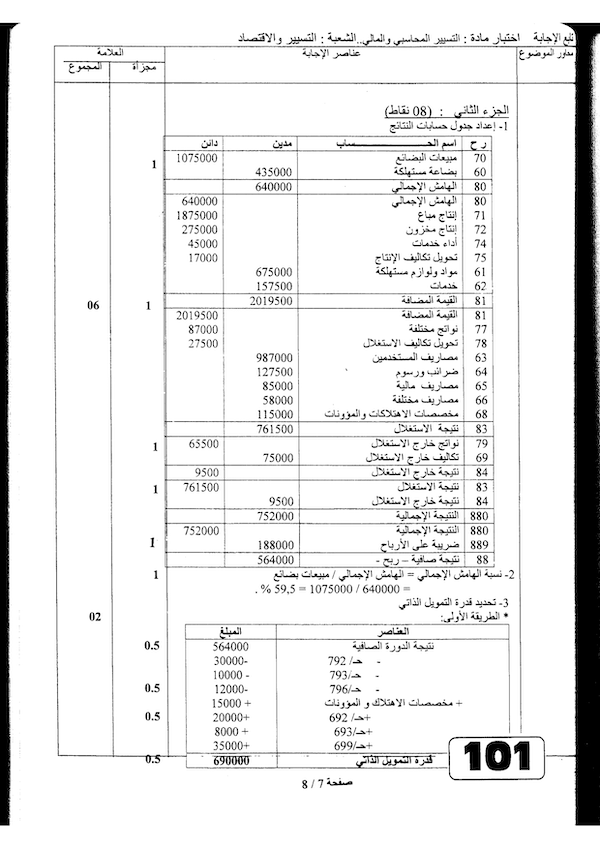 تابع الإجابة اختبار مادة : التسيير المحاسبي والمالي..الشعبة : التسيير والاقتصاد
محاور الموضوع عناصر الإجابة العلامة
مجزأة المجموع
الجزء الثاني : (08 نقاط)
1- إعداد جدول حسابات النتائج
ر ح اسم الحـــــــــساب مدين دائن
70 مبيعات البضائع 1075000
1
60 بضاعة مستهلكة 435000
80 الهامش الإجمالي 640000
80 الهامش الإجمالي 640000
71 إنتاج مباع 1875000
72 إنتاج مخزون 275000
74 أداء خدمات 45000
75 تحويل تكاليف الإنتاج 17000
61 مواد ولوازم مستهلكة 675000
62 خدمات 157500
81 القيمة المضافة 2019500 1 06
81 القيمة المضافة 2019500
77 نواتج مختلفة 87000
78 تحويل تكاليف الاستغلال 27500
63 مصاريف المستخدمين 987000
64 ضرائب ورسوم 127500
65 مصاريف مالية 85000
66 مصاريف مختلفة 58000
68 مخصصات الاهتلاكات والمؤونات 115000
83 نتيجة الاستغلال 761500
79 نواتج خارج الاستغلال 65500 1
69 تكاليف خارج الاستغلال 75000
84 نتيجة خارج الاستغلال 9500
83 نتيجة الاستغلال 761500 1
84 نتيجة خارج الاستغلال 9500
880 النتيجة الإجمالية 752000
880 النتيجة الإجمالية 752000
889 ضريبة على الأرباح 188000 1
88 نتيجة صافية – ربح - 564000
2- نسبة الهامش الإجمالي = الهامش الإجمالي / مبيعات بضائع 1
= 640000 / 1075000 = 59,5 % .
3- تحديد قدرة التمويل الذاتي
* الطريقة الأولى: 02
العناصر المبلغ
نتيجة الدورة الصافية 564000 0.5
- حـ/ 792 -30000
- حـ/793 - 10000
- حـ/796 -12000 0.5
+ مخصصات الاهتلاك و المؤونات + 15000
+حـ/ 692 +20000 0.5
+حـ/693 + 8000
+حـ/699 +35000
قدرة التمويل الذاتي 690000 0.5
101
صفحة 7 / 8